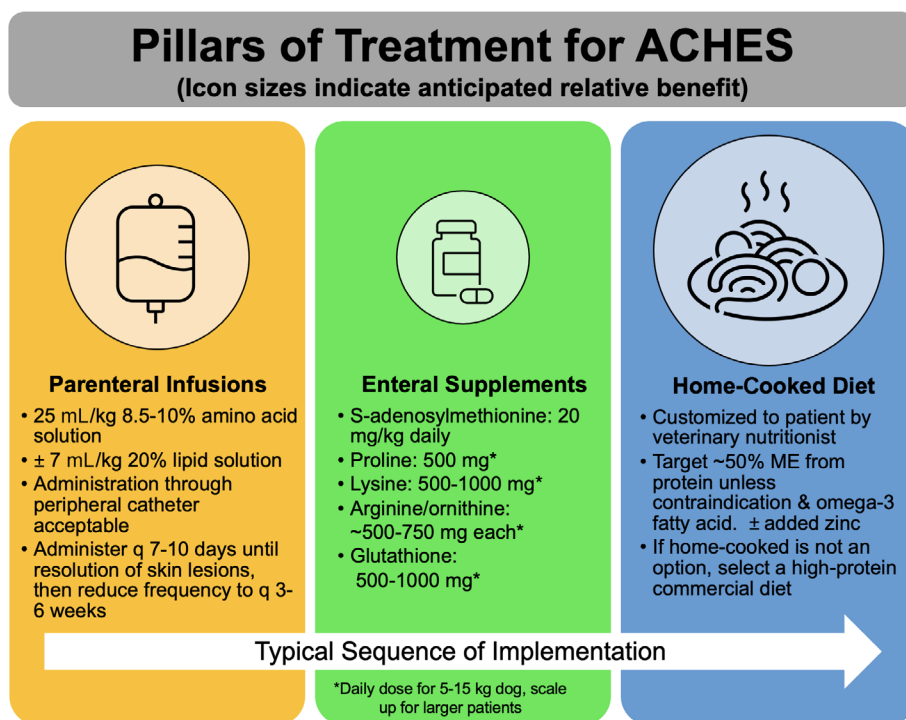 Pillars of Treatment for ACHES
(Icon sizes indicate anticipated relative benefit)
Parenteral Infusions
• 25 mL/kg 8.5-10% amino acid
solution
• ± 7 mL/kg 20% lipid solution
• Administration through
peripheral catheter
acceptable
• Administer q 7-10 days until
resolution of skin lesions,
then reduce frequency to q 3-
6 weeks
Enteral Supplements
• S-adenosylmethionine: 20
mg/kg daily
• Proline: 500 mg*
• Lysine: 500-1000 mg*
• Arginine/ornithine:
~500-750 mg each*
• Glutathione:
500-1000 mg*
Home-Cooked Diet
• Customized to patient by
veterinary nutritionist
• Target ~50% ME from
protein unless
contraindication & omega-3
fatty acid. ± added zinc
• If home-cooked is not an
option, select a high-protein
commercial diet
Typical Sequence of Implementation
*Daily dose for 5-15 kg dog, scale
up for larger patients